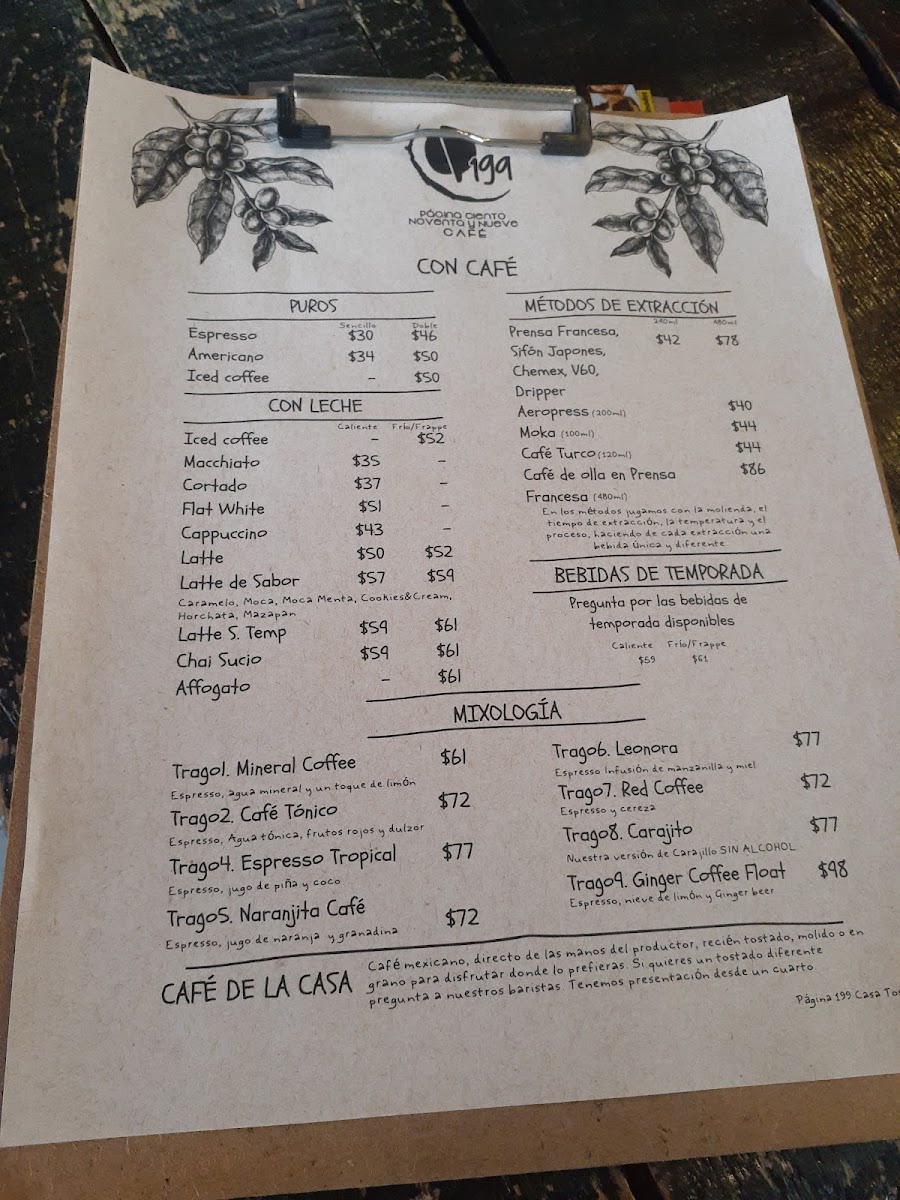 199
Página Ciento
Noventa y Nueve
CAFÉ
CON CAFÉ
PUROS
Sencillo Doble
Espresso $30 $46
Americano $34 $50
Iced coffee – $50
CON LECHE
Caliente Frío/Frappe
Iced coffee – $52
Macchiato $35 –
Cortado $37 –
Flat White $51 –
Cappuccino $43 –
Latte $50 $52
Latte de Sabor $57 $59
Caramelo, Moca, Moca Menta, Cookies&Cream,
Horchata, Mazapán
Latte S. Temp $59 $61
Chai Sucio $59 $61
Affogato – $61
MÉTODOS DE EXTRACCIÓN
240ml 480ml
Prensa Francesa, $42 $78
Sifón Japones,
Chemex, V60,
Dripper
Aeropress (200ml) $40
Moka (100ml) $44
Café Turco (120ml) $44
Café de olla en Prensa $86
Francesa (480ml)
En los métodos jugamos con la molienda, el
tiempo de extracción, la temperatura y el
proceso, haciendo de cada extracción una
bebida única y diferente
BEBIDAS DE TEMPORADA
Pregunta por las bebidas de
temporada disponibles
Caliente Frío/Frappe
$59 $61
MIXOLOGÍA
Trago1. Mineral Coffee $61
Espresso, agua mineral y un toque de limón
Trago2. Café Tónico $72
Espresso, Agua tónica, frutos rojos y dulzor
Trago4. Espresso Tropical $77
Espresso, jugo de piña y coco
Trago5. Naranjita Café $72
Espresso, jugo de naranja y granadina
Trago6. Leonora $77
Espresso Infusión de manzanilla y miel
Trago7. Red Coffee $72
Espresso y cereza
Trago8. Carajito $77
Nuestra versión de Carajillo SIN ALCOHOL
Trago9. Ginger Coffee Float $98
Espresso, nieve de limón y Ginger beer
CAFÉ DE LA CASA
Café mexicano, directo de las manos del productor, recién tostado, molido o en
grano para disfrutar donde lo prefieras. Si quieres un tostado diferente
pregunta a nuestros baristas. Tenemos presentación desde un cuarto
Página 199 Casa Tos